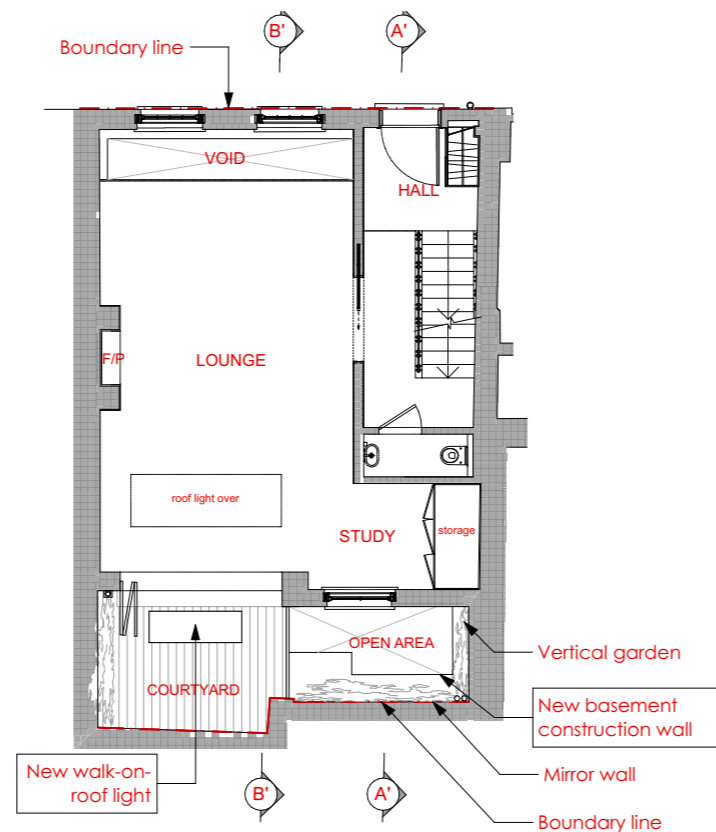 B'
A'
Boundary line
VOID
HALL
F/P
LOUNGE
roof light over
STUDY
storage
OPEN AREA
Vertical garden
COURTYARD
New basement
construction wall
New walk-on-
roof light
Mirror wall
B'
A'
Boundary line